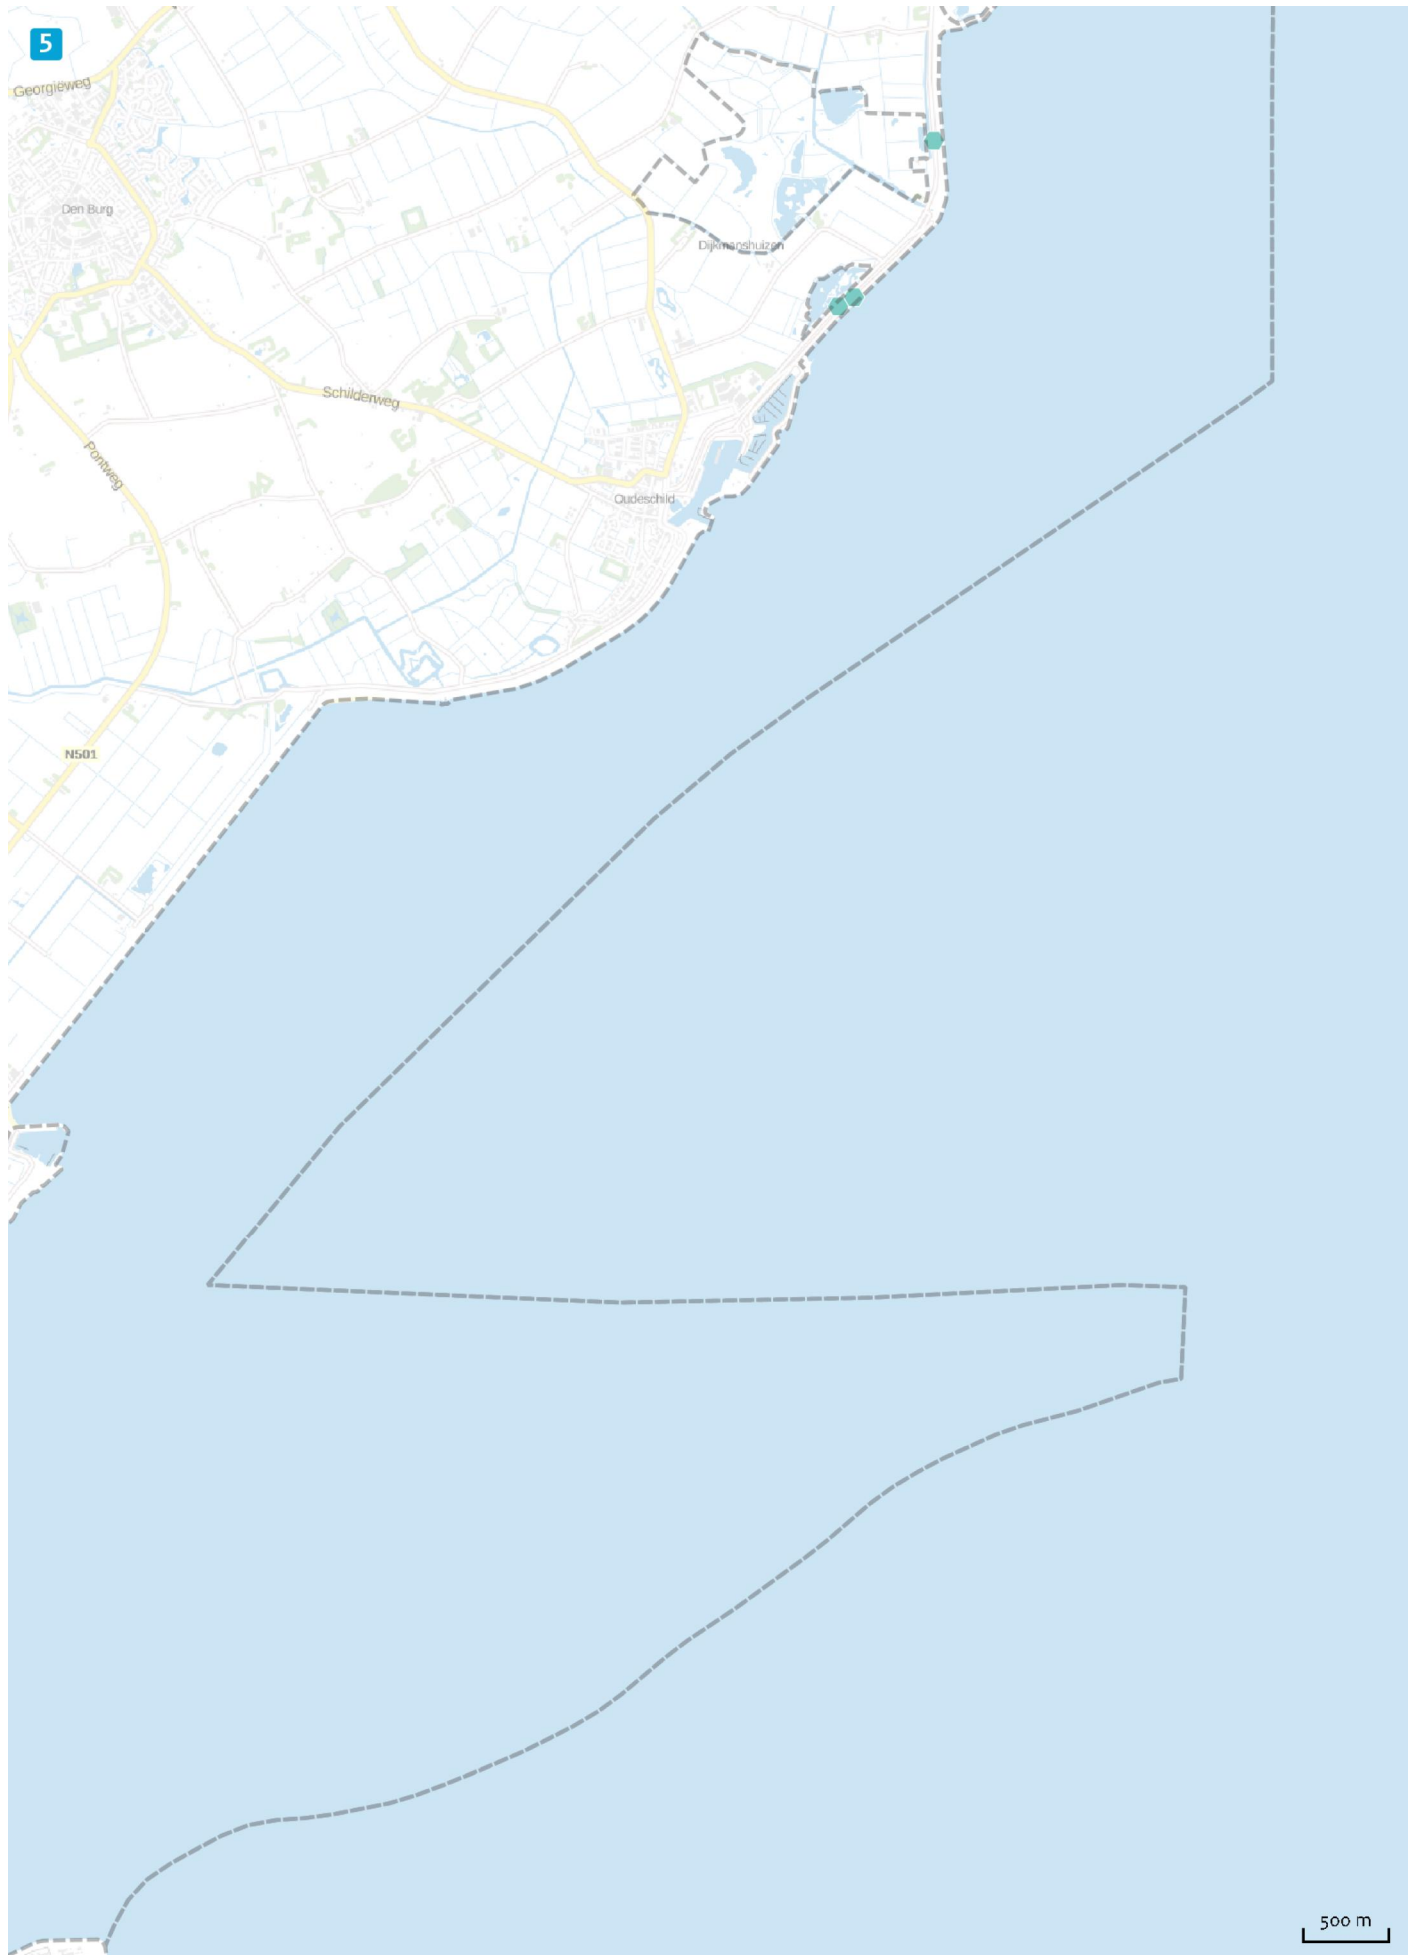 5
Georgieweg
Den Burg
Dijkmanshuizen
Schilderweg
Pontweg
Oudeschild
N501
500 m